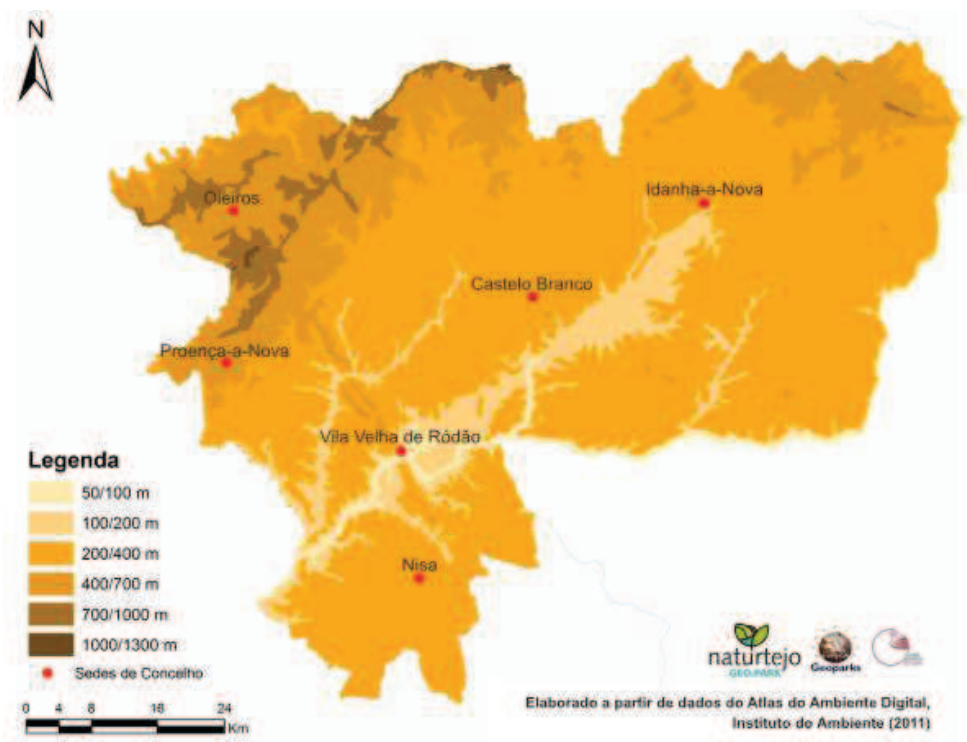 N
Oleiros
Idanha-a-Nova
Castelo Branco
Proença-a-Nova
Vila Velha de Ródão
Nisa
Legenda
50/100 m
100/200 m
200/400 m
400/700 m
700/1000 m
1000/1300 m
Sedes de Concelho
0 4 8 16 24
Km
naturtejo
GEOPARK
Geoparks
Elaborado a partir de dados do Atlas do Ambiente Digital,
Instituto do Ambiente (2011)